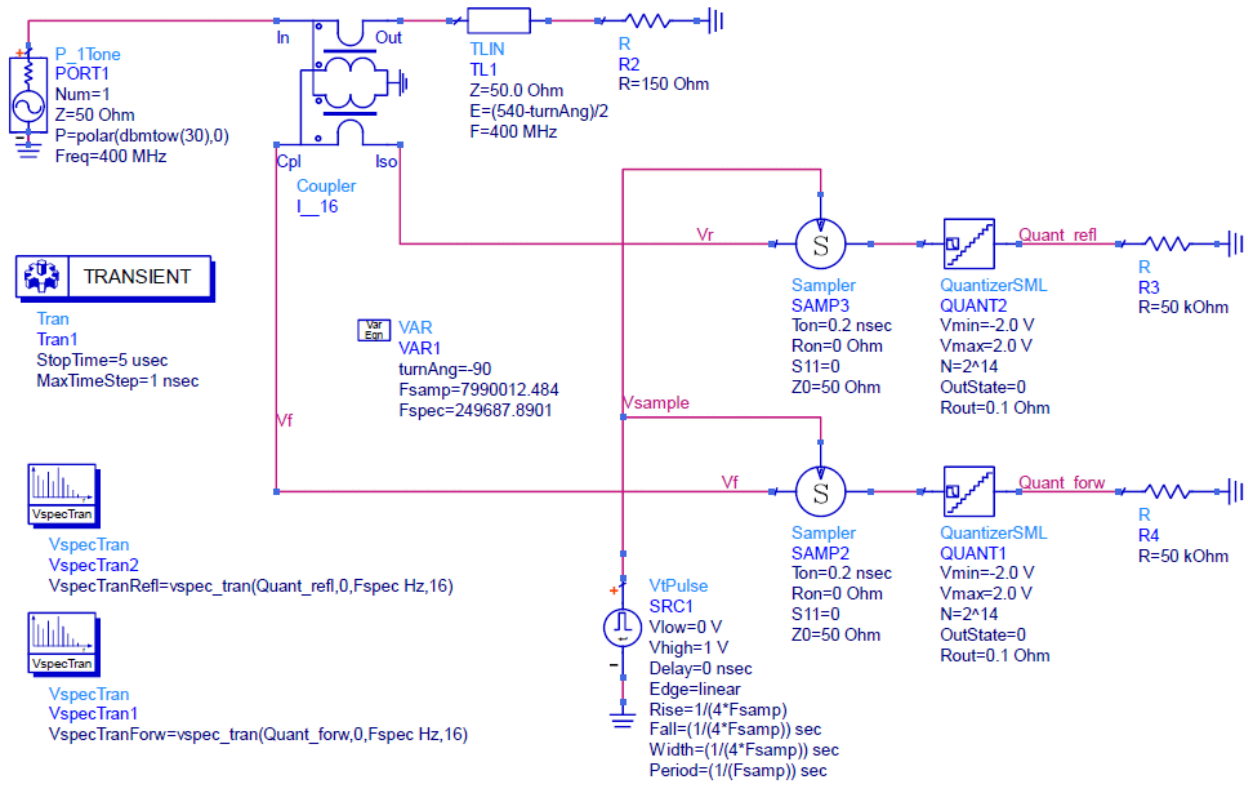 In
Out
Cpl
Iso
Coupler
I__16
P_1Tone
PORT1
Num=1
Z=50 Ohm
P=polar(dbmtow(30),0)
Freq=400 MHz
TLIN
TL1
Z=50.0 Ohm
E=(540-turnAng)/2
F=400 MHz
R
R2
R=150 Ohm
TRANSIENT
Tran
Tran1
StopTime=5 usec
MaxTimeStep=1 nsec
Var
Eqn
VAR
VAR1
turnAng=-90
Fsamp=7990012.484
Fspec=249687.8901
Vr
S
Sampler
SAMP3
Ton=0.2 nsec
Ron=0 Ohm
S11=0
Z0=50 Ohm
QuantizerSML
QUANT2
Vmin=-2.0 V
Vmax=2.0 V
N=2^14
OutState=0
Rout=0.1 Ohm
Quant_refl
R
R3
R=50 kOhm
Vsample
Vf
Vf
S
Sampler
SAMP2
Ton=0.2 nsec
Ron=0 Ohm
S11=0
Z0=50 Ohm
QuantizerSML
QUANT1
Vmin=-2.0 V
Vmax=2.0 V
N=2^14
OutState=0
Rout=0.1 Ohm
Quant_forw
R
R4
R=50 kOhm
VspecTran
VspecTran
VspecTran2
VspecTranRefl=vspec_tran(Quant_refl,0,Fspec Hz,16)
VspecTran
VspecTran
VspecTran1
VspecTranForw=vspec_tran(Quant_forw,0,Fspec Hz,16)
VtPulse
SRC1
Vlow=0 V
Vhigh=1 V
Delay=0 nsec
Edge=linear
Rise=1/(4*Fsamp)
Fall=(1/(4*Fsamp)) sec
Width=(1/(4*Fsamp)) sec
Period=(1/(Fsamp)) sec